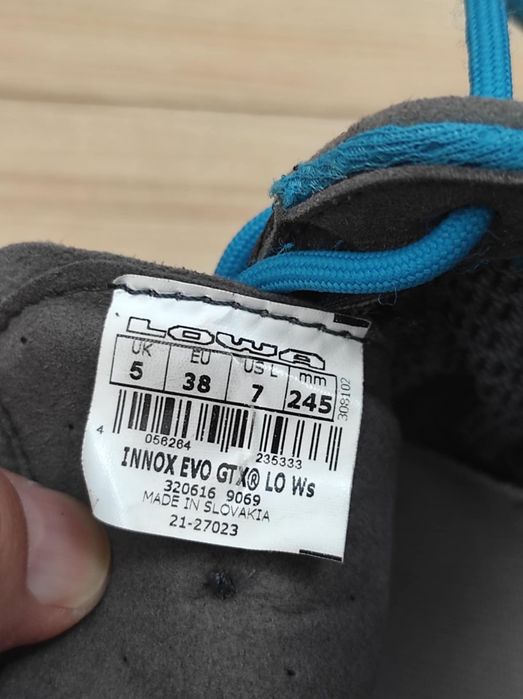 LOWA
UK EU US L mm
5 38 7 245
308102
4 056264 235333
INNOX EVO GTX® LO Ws
320616 9069
MADE IN SLOVAKIA
21-27023